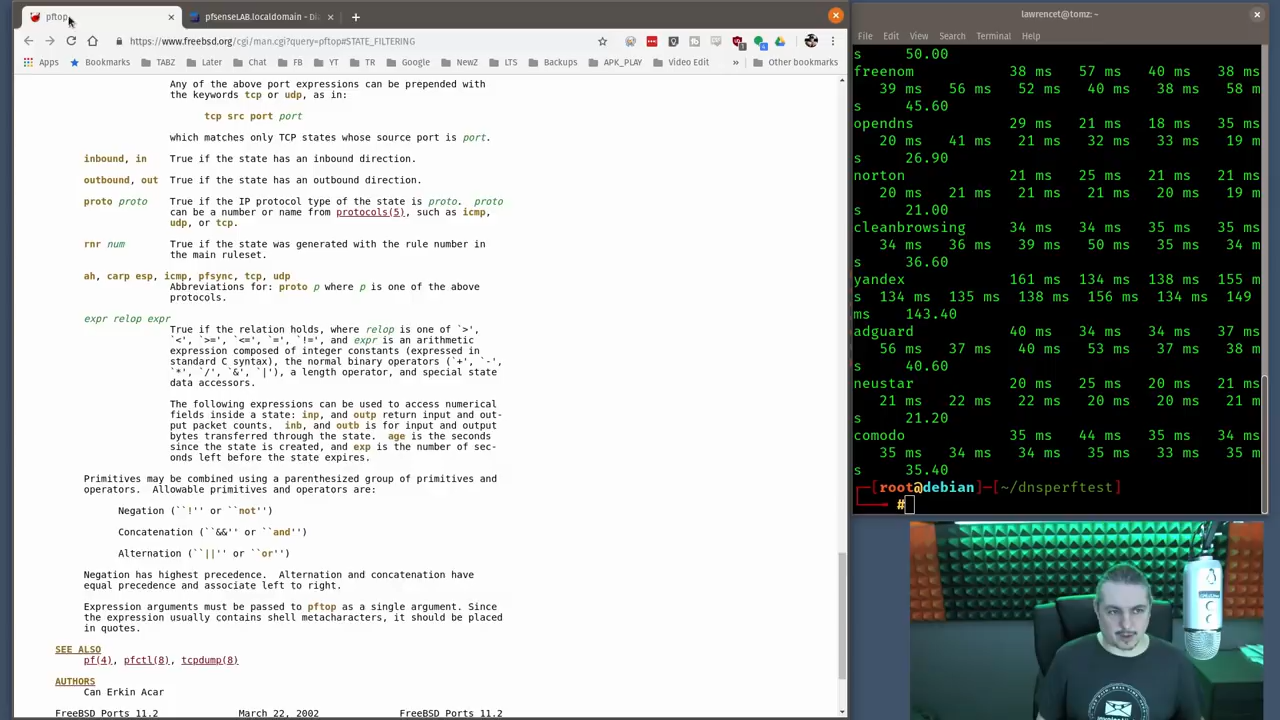 pftop
pfsenseLAB.localdomain - Di
https://www.freebsd.org/cgi/man.cgi?query=pftop#STATE_FILTERING
Apps
Bookmarks
TABZ
Later
Chat
FB
YT
TR
Google
NewZ
LTS
Backups
APK_PLAY
Video Edit
»
Other bookmarks
Any of the above port expressions can be prepended with
the keywords tcp or udp, as in:
tcp src port port
which matches only TCP states whose source port is port.
inbound, in True if the state has an inbound direction.
outbound, out True if the state has an outbound direction.
proto proto True if the IP protocol type of the state is proto. proto
can be a number or name from protocols(5), such as icmp,
udp, or tcp.
rnr num True if the state was generated with the rule number in
the main ruleset.
ah, carp esp, icmp, pfsync, tcp, udp
Abbreviations for: proto p where p is one of the above
protocols.
expr relop expr
True if the relation holds, where relop is one of `>',
`<', `>=', `<=', `=', `!=', and expr is an arithmetic
expression composed of integer constants (expressed in
standard C syntax), the normal binary operators (`+', `-',
`*', `/', `&', `|'), a length operator, and special state
data accessors.
The following expressions can be used to access numerical
fields inside a state: inp, and outp return input and out-
put packet counts. inb, and outb is for input and output
bytes transferred through the state. age is the seconds
since the state is created, and exp is the number of sec-
onds left before the state expires.
Primitives may be combined using a parenthesized group of primitives and
operators. Allowable primitives and operators are:
Negation (``!'' or ``not'')
Concatenation (``&&'' or ``and'')
Alternation (``||'' or ``or'')
Negation has highest precedence. Alternation and concatenation have
equal precedence and associate left to right.
Expression arguments must be passed to pftop as a single argument. Since
the expression usually contains shell metacharacters, it should be placed
in quotes.
SEE ALSO
pf(4), pfctl(8), tcpdump(8)
AUTHORS
Can Erkin Acar
FreeBSD Ports 11.2 March 22, 2002 FreeBSD Ports 11.2
lawrencet@tomz: ~
File Edit View Search Terminal Help
s 50.00
freenom 38 ms 57 ms 40 ms 38 ms
39 ms 56 ms 52 ms 40 ms 38 ms 58 m
s 45.60
opendns 29 ms 21 ms 18 ms 35 ms
20 ms 41 ms 21 ms 32 ms 33 ms 19 m
s 26.90
norton 21 ms 25 ms 21 ms 21 ms
20 ms 21 ms 21 ms 21 ms 20 ms 19 m
s 21.00
cleanbrowsing 34 ms 34 ms 35 ms 35 ms
34 ms 36 ms 39 ms 50 ms 35 ms 34 m
s 36.60
yandex 161 ms 134 ms 138 ms 155 m
s 134 ms 135 ms 138 ms 156 ms 134 ms 149
ms 143.40
adguard 40 ms 34 ms 34 ms 37 ms
56 ms 37 ms 40 ms 53 ms 37 ms 38 m
s 40.60
neustar 20 ms 25 ms 20 ms 21 ms
21 ms 22 ms 22 ms 20 ms 20 ms 21 m
s 21.20
comodo 35 ms 44 ms 35 ms 34 ms
35 ms 34 ms 34 ms 35 ms 33 ms 35 m
s 35.40
[root@debian]-[~/dnsperftest]
#